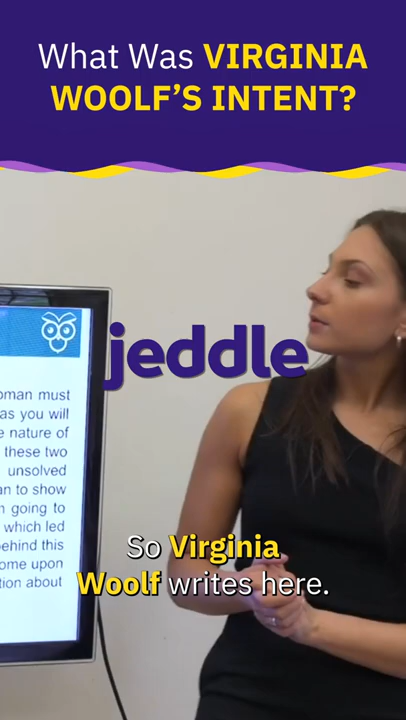 What Was VIRGINIA
WOOLF'S INTENT?
jeddle
oman must
as you will
e nature of
these two
unsolved
an to show
n going to
which led
ehind this
ome upon
tion about
So Virginia
Woolf writes here.